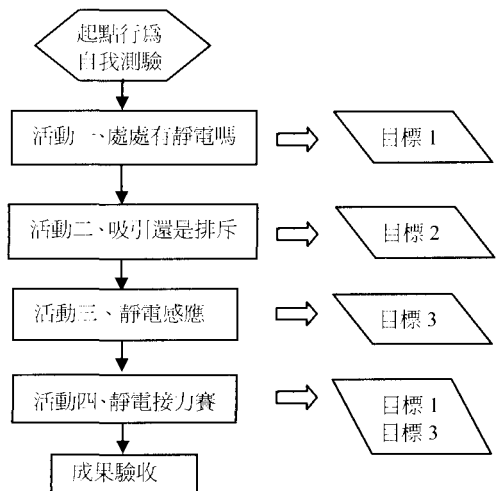 起點行為
自我測驗
活動一、處處有靜電嗎
目標 1
活動二、吸引還是排斥
目標 2
活動三、靜電感應
目標 3
活動四、靜電接力賽
目標 1
目標 3
成果驗收